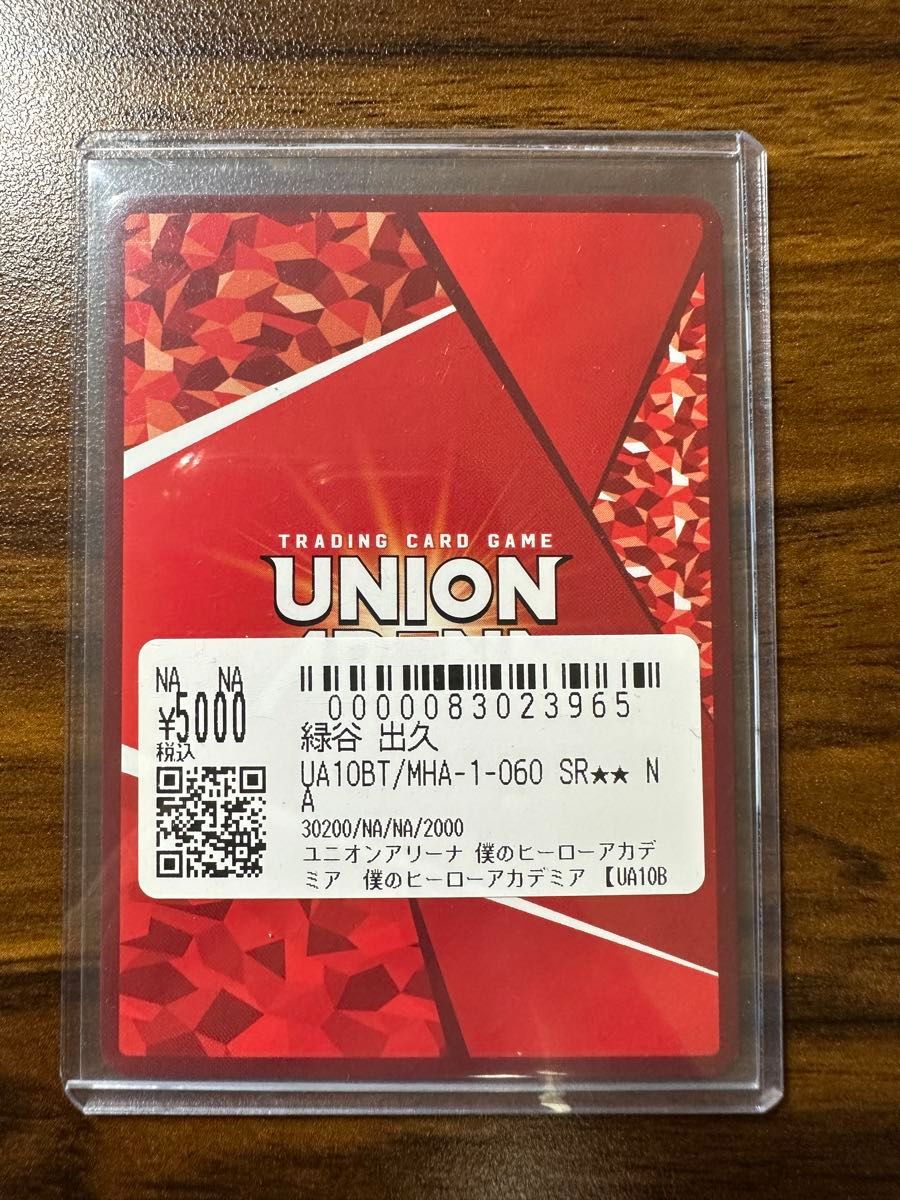 TRADING CARD GAME
UNION
ARENA
NA NA
¥5000
税込
0000083023965
緑谷 出久
UA10BT/MHA-1-060 SR★★ N
A
30200/NA/NA/2000
ユニオンアリーナ 僕のヒーローアカデ
ミア 僕のヒーローアカデミア 【UA10B